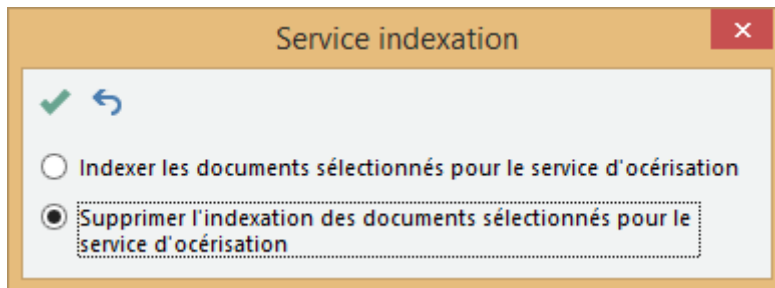 Service indexation
Indexer les documents sélectionnés pour le service d'océrisation
Supprimer l'indexation des documents sélectionnés pour le
service d'océrisation